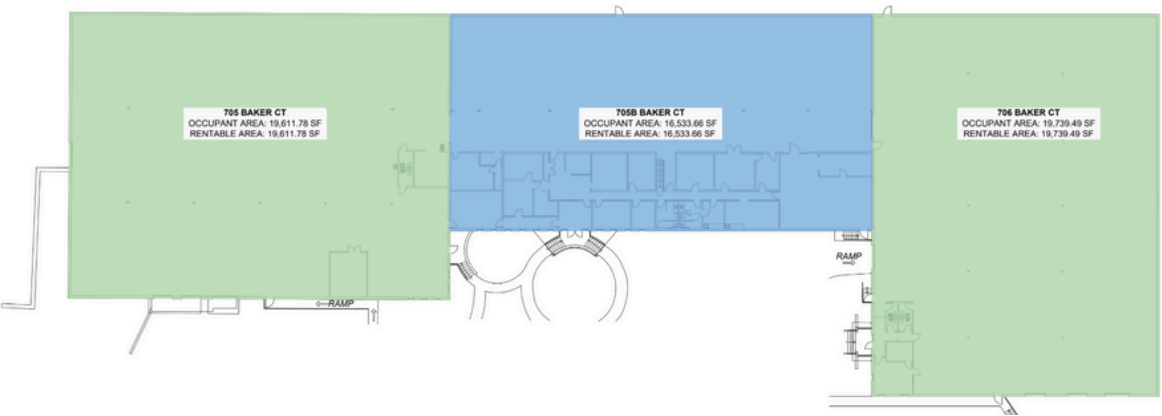 705 BAKER CT
OCCUPANT AREA: 19,611.78 SF
RENTABLE AREA: 19,611.78 SF
705B BAKER CT
OCCUPANT AREA: 16,533.66 SF
RENTABLE AREA: 16,533.66 SF
706 BAKER CT
OCCUPANT AREA: 19,739.49 SF
RENTABLE AREA: 19,739.49 SF
RAMP
RAMP